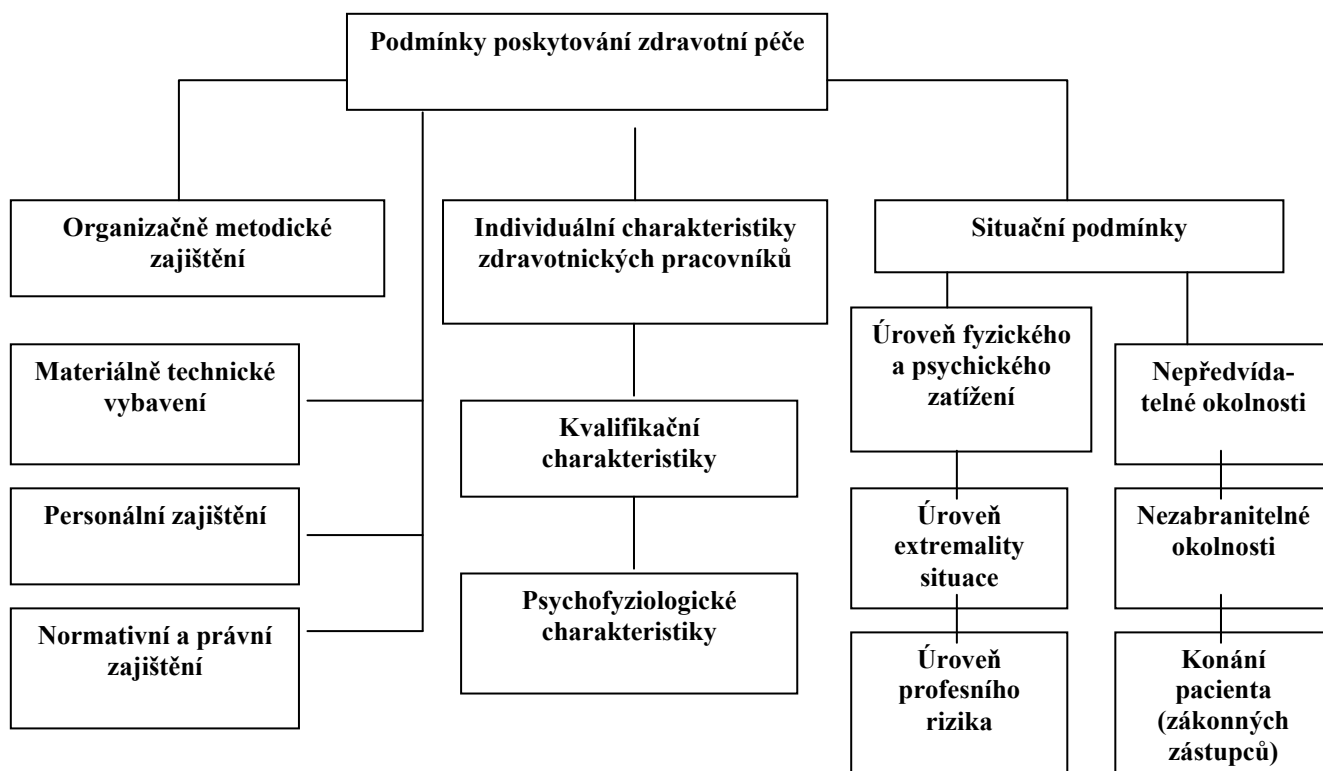 Podmínky poskytování zdravotní péče
Organizačně metodické
zajištění
Individuální charakteristiky
zdravotnických pracovníků
Situační podmínky
Materiálně technické
vybavení
Personální zajištění
Normativní a právní
zajištění
Kvalifikační
charakteristiky
Psychofyziologické
charakteristiky
Úroveň fyzického
a psychického
zatížení
Úroveň
extremality
situace
Úroveň
profesního
rizika
Nepředvída-
telné okolnosti
Nezabranitelné
okolnosti
Konání
pacienta
(zákonných
zástupců)